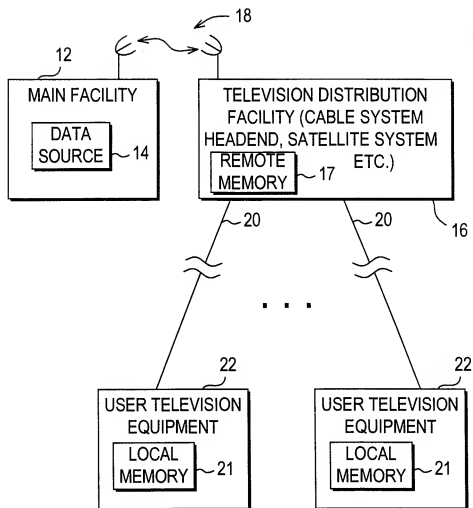 18
12
MAIN FACILITY
DATA
SOURCE
14
TELEVISION DISTRIBUTION
FACILITY (CABLE SYSTEM
HEADEND, SATELLITE SYSTEM
ETC.)
REMOTE
MEMORY
17
16
20
20
. . .
22
USER TELEVISION
EQUIPMENT
LOCAL
MEMORY
21
22
USER TELEVISION
EQUIPMENT
LOCAL
MEMORY
21